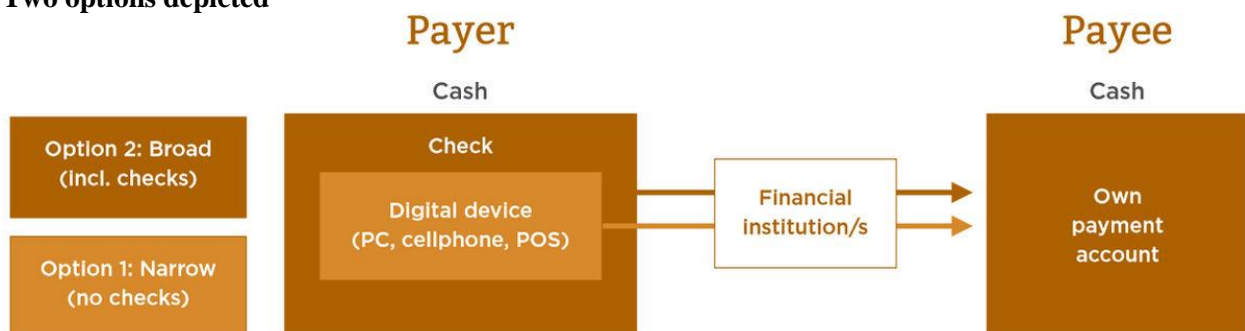 Two options depicted
Payer
Payee
Cash
Cash
Option 2: Broad
(incl. checks)
Check
Digital device
(PC, cellphone, POS)
Financial
institution/s
Own
payment
account
Option 1: Narrow
(no checks)